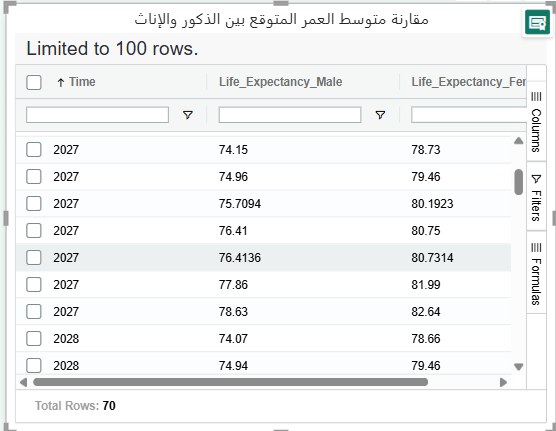 مقارنة متوسط العمر المتوقع بين الذكور والإناث
Limited to 100 rows.
Time Life_Expectancy_Male Life_Expectancy_Fer
2027 74.15 78.73
2027 74.96 79.46
2027 75.7094 80.1923
2027 76.41 80.75
2027 76.4136 80.7314
2027 77.86 81.99
2027 78.63 82.64
2028 74.07 78.66
2028 74.94 79.46
Columns
Filters
Formulas
Total Rows: 70